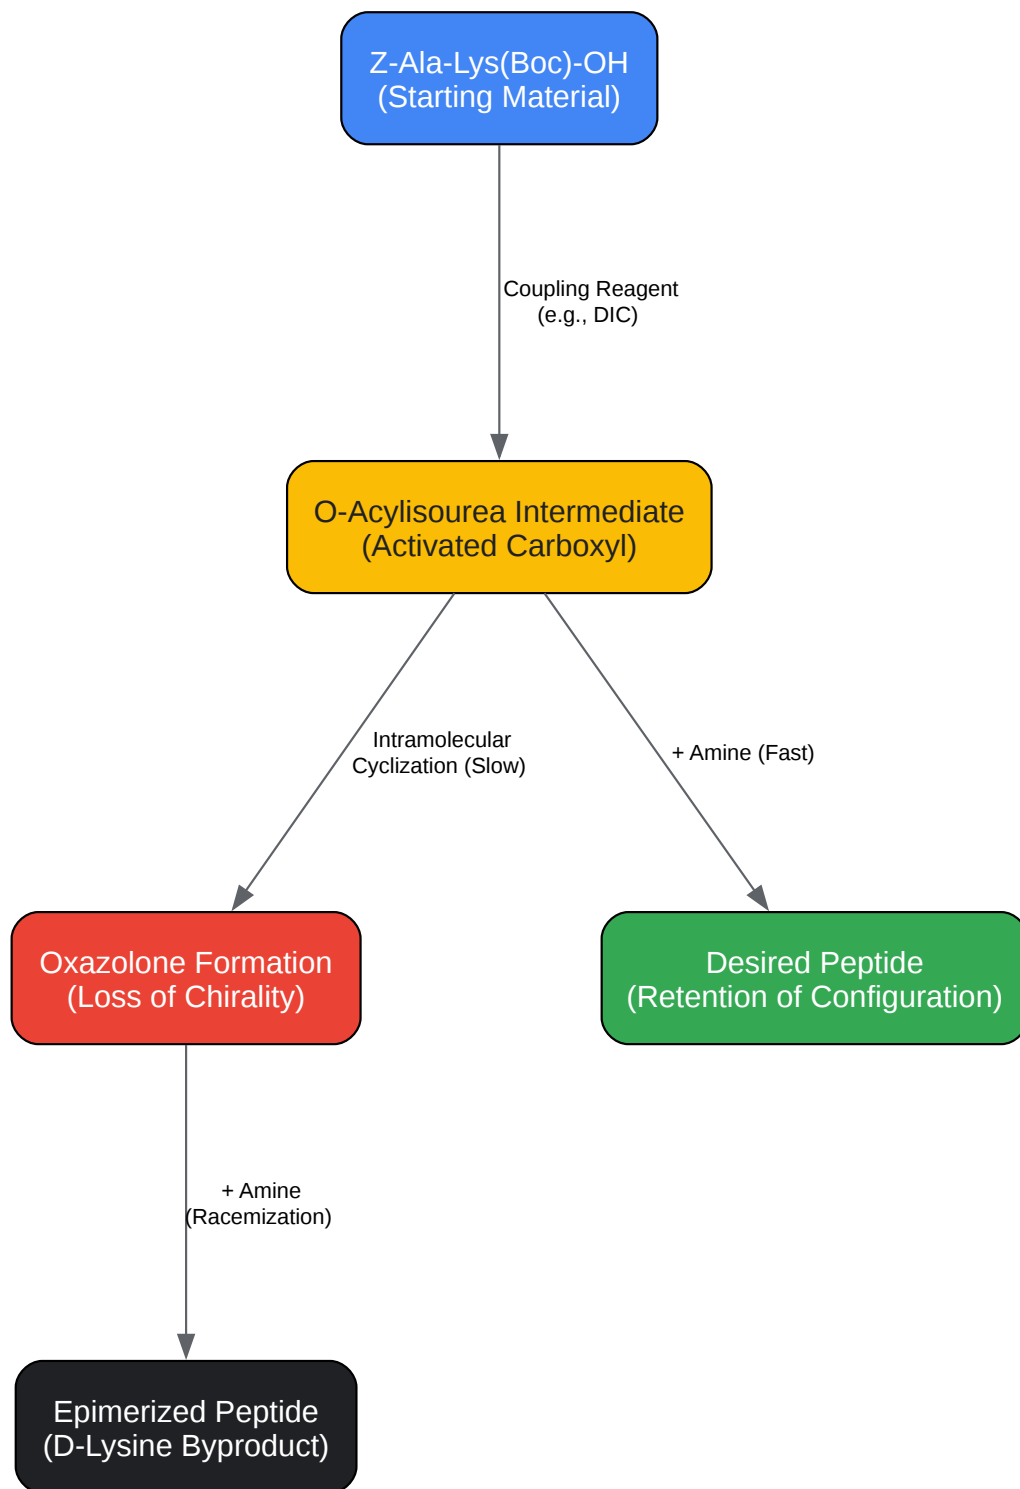 Z-Ala-Lys(Boc)-OH
(Starting Material)
Coupling Reagent
(e.g., DIC)
O-Acylisourea Intermediate
(Activated Carboxyl)
Intramolecular
Cyclization (Slow)
+ Amine (Fast)
Oxazolone Formation
(Loss of Chirality)
Desired Peptide
(Retention of Configuration)
+ Amine
(Racemization)
Epimerized Peptide
(D-Lysine Byproduct)